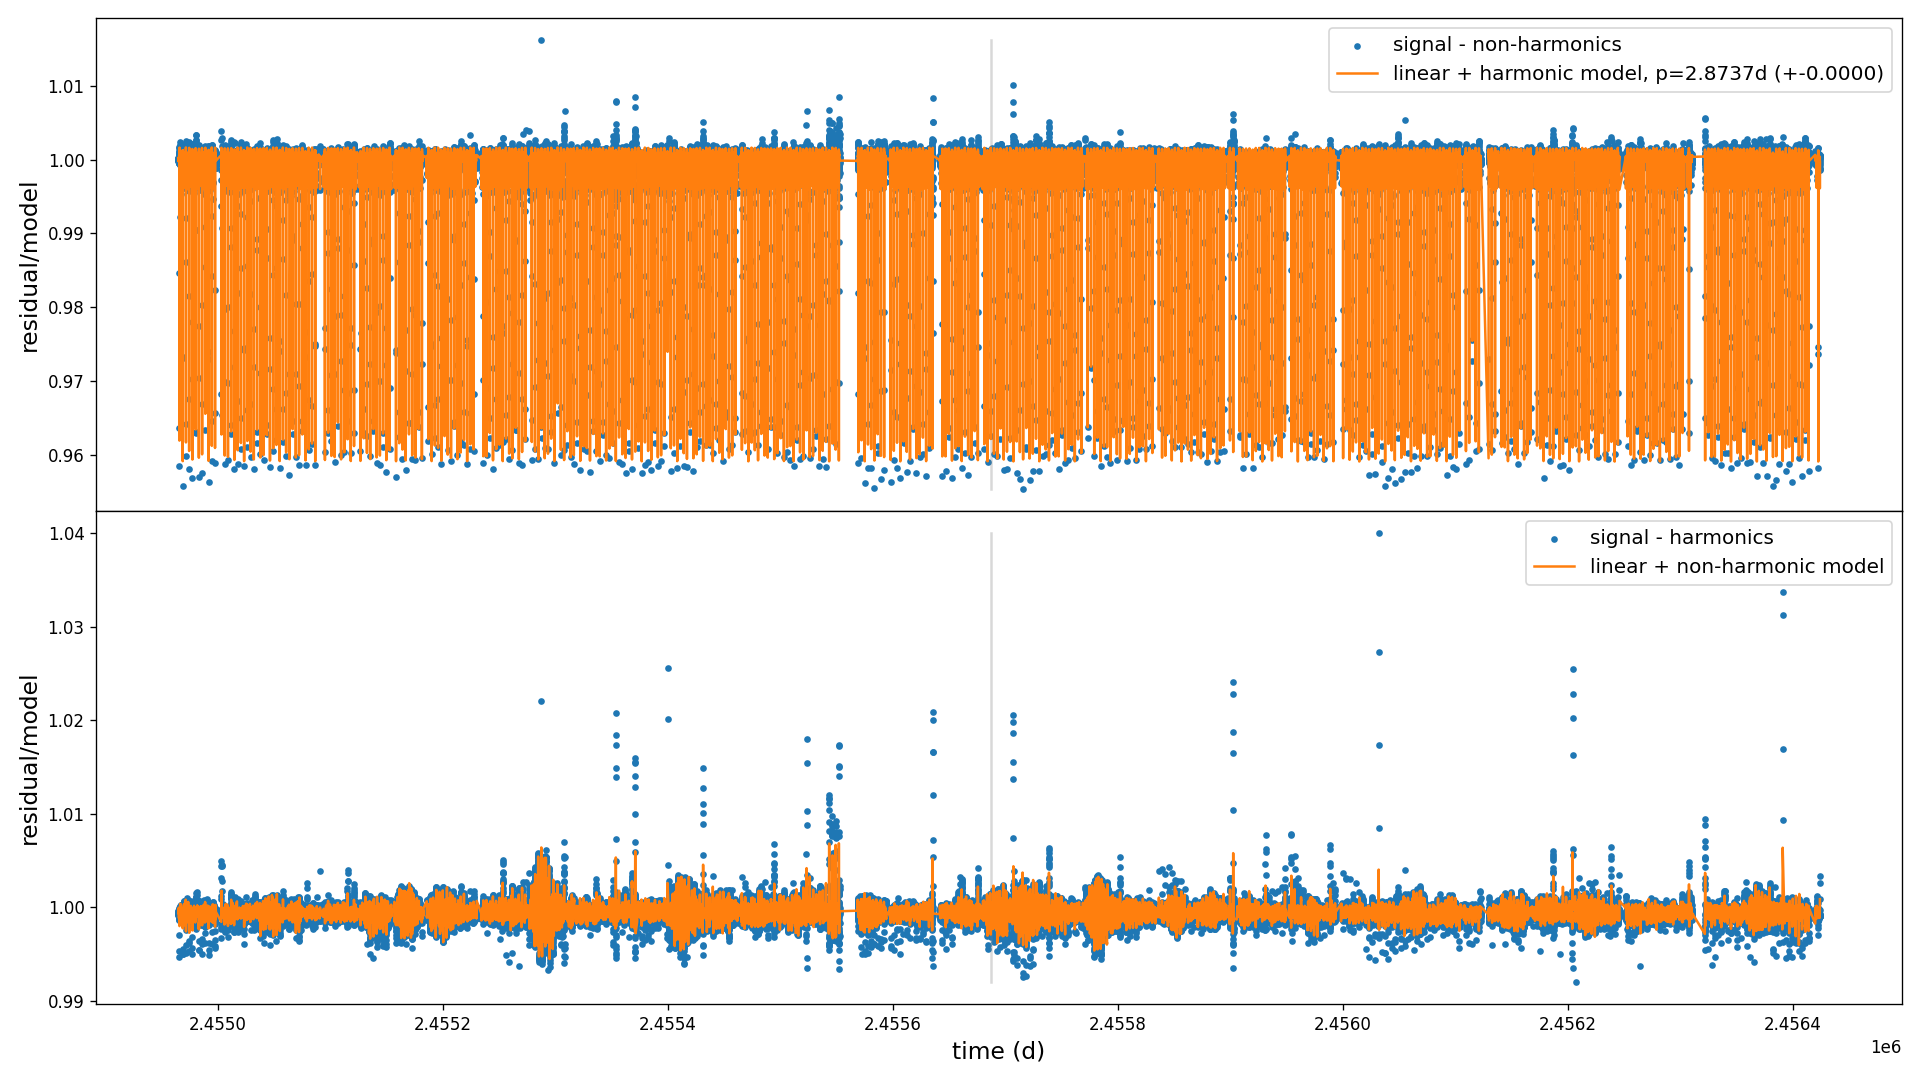 signal - non-harmonics
linear + harmonic model, p=2.8737d (+-0.0000)
residual/model
1.01
1.00
0.99
0.98
0.97
0.96
signal - harmonics
linear + non-harmonic model
residual/model
1.04
1.03
1.02
1.01
1.00
0.99
2.4550 2.4552 2.4554 2.4556 2.4558 2.4560 2.4562 2.4564
time (d)
1e6